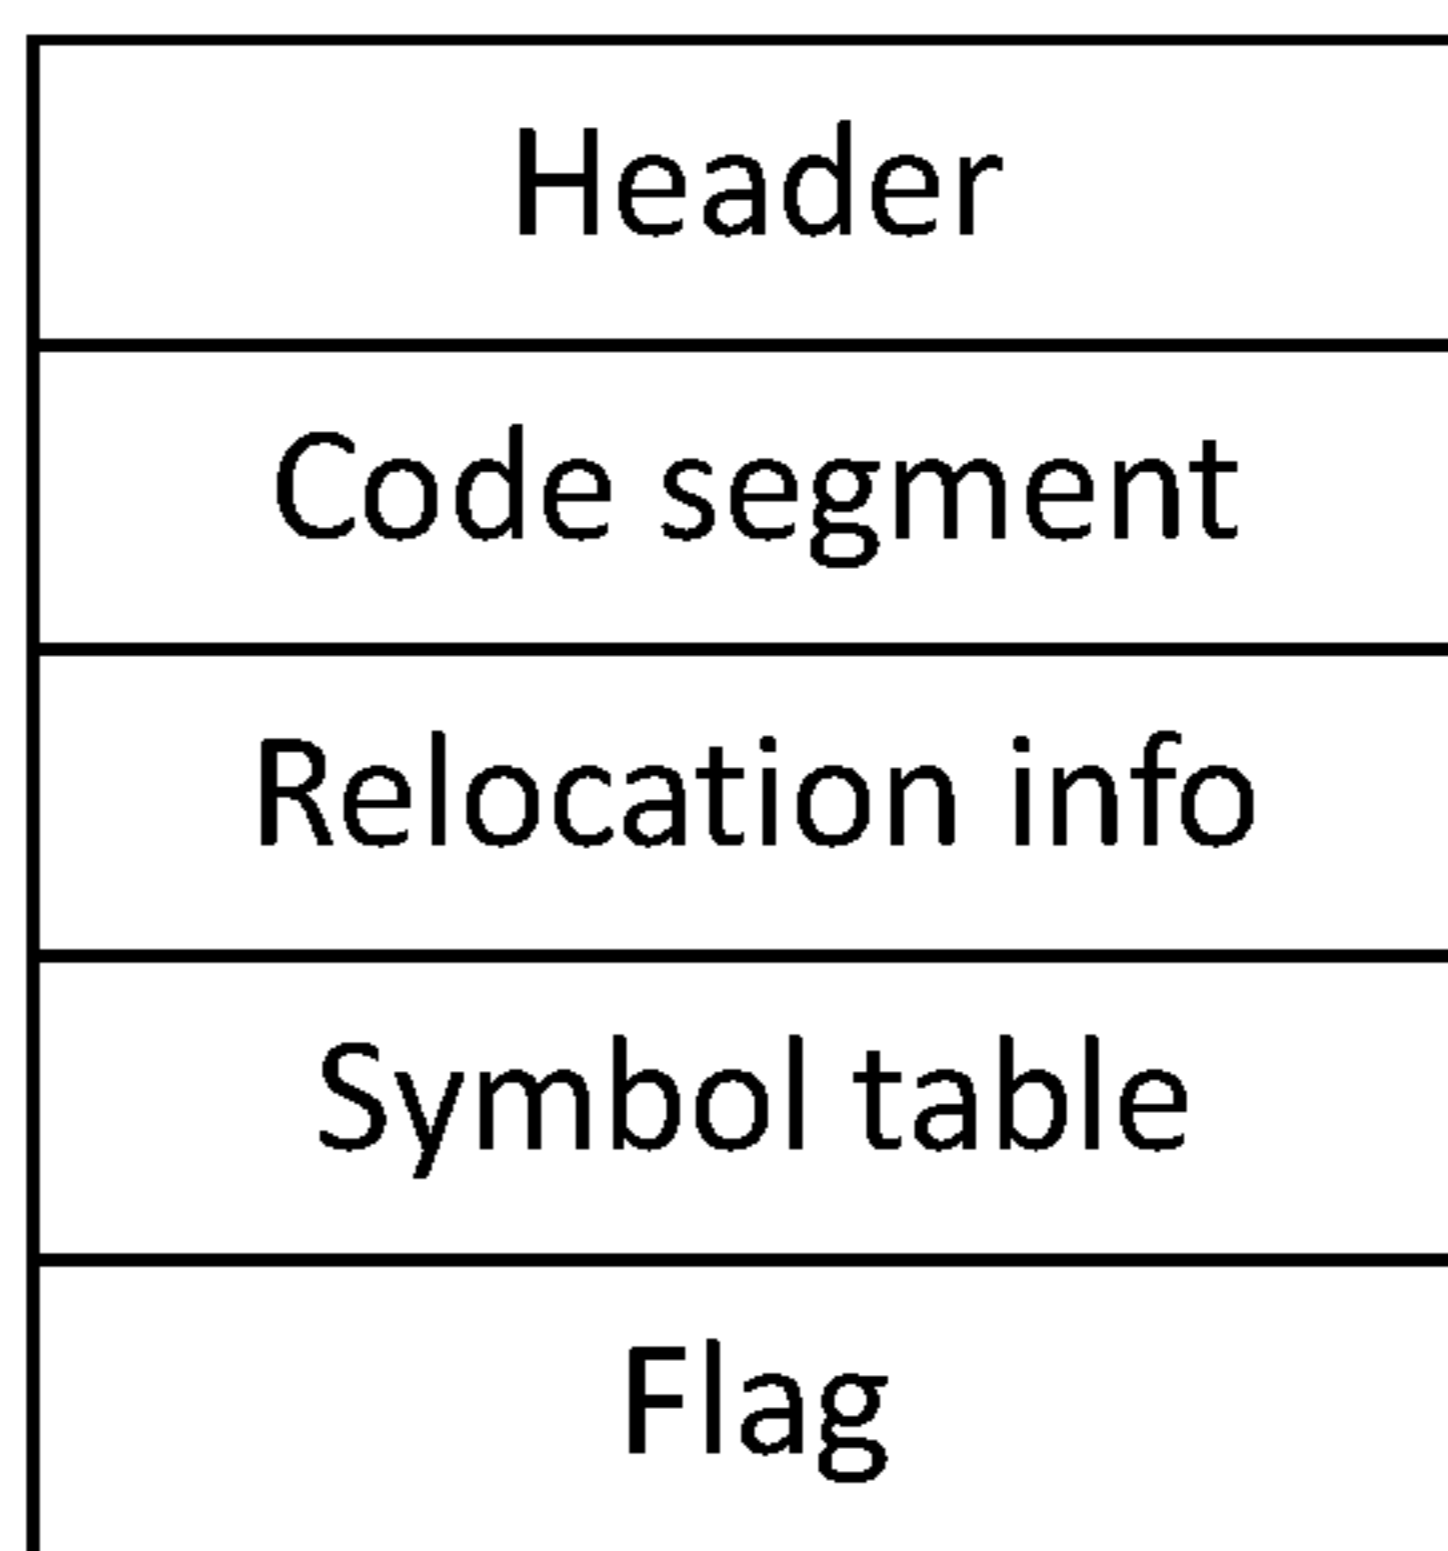 Header
Code segment
Relocation info
Symbol table
Flag